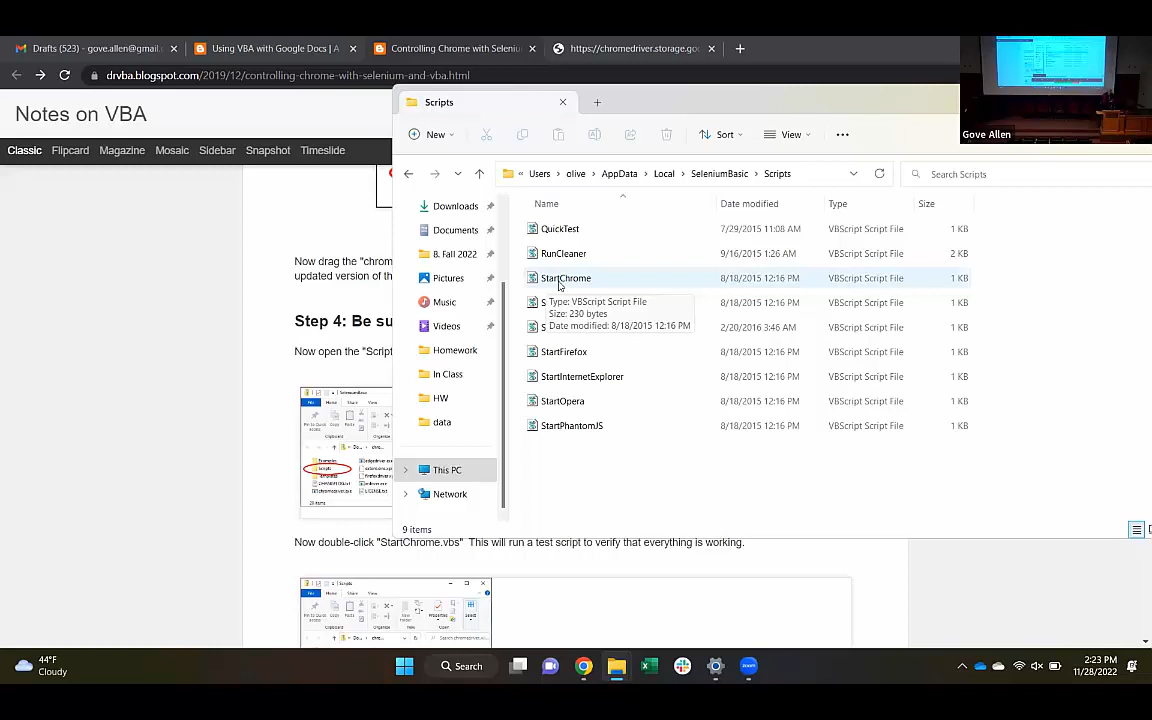 Drafts (523) - gove.allen@gmail.
Using VBA with Google Docs | A
Controlling Chrome with Selenium
https://chromedriver.storage.go
drvba.blogspot.com/2019/12/controlling-chrome-with-selenium-and-vba.html
Gove Allen
Notes on VBA
Classic Flipcard Magazine Mosaic Sidebar Snapshot Timeslide
Scripts
New Sort View
« Users > olive > AppData > Local > SeleniumBasic > Scripts
Search Scripts
Downloads
Documents
8. Fall 2022
Pictures
Music
Videos
Homework
In Class
HW
data
This PC
Network
Name Date modified Type Size
QuickTest 7/29/2015 11:08 AM VBScript Script File 1 KB
RunCleaner 9/16/2015 1:26 AM VBScript Script File 2 KB
StartChrome 8/18/2015 12:16 PM VBScript Script File 1 KB
S 8/18/2015 12:16 PM VBScript Script File 1 KB
S 2/20/2016 3:46 AM VBScript Script File 1 KB
Type: VBScript Script File
Size: 230 bytes
Date modified: 8/18/2015 12:16 PM
StartFirefox 8/18/2015 12:16 PM VBScript Script File 1 KB
StartInternetExplorer 8/18/2015 12:16 PM VBScript Script File 1 KB
StartOpera 8/18/2015 12:16 PM VBScript Script File 1 KB
StartPhantomJS 8/18/2015 12:16 PM VBScript Script File 1 KB
9 items
Now drag the "chrom
updated version of th
Step 4: Be su
Now open the "Script
Now double-click "StartChrome.vbs" This will run a test script to verify that everything is working.
44°F
Cloudy
Search
2:23 PM
11/28/2022